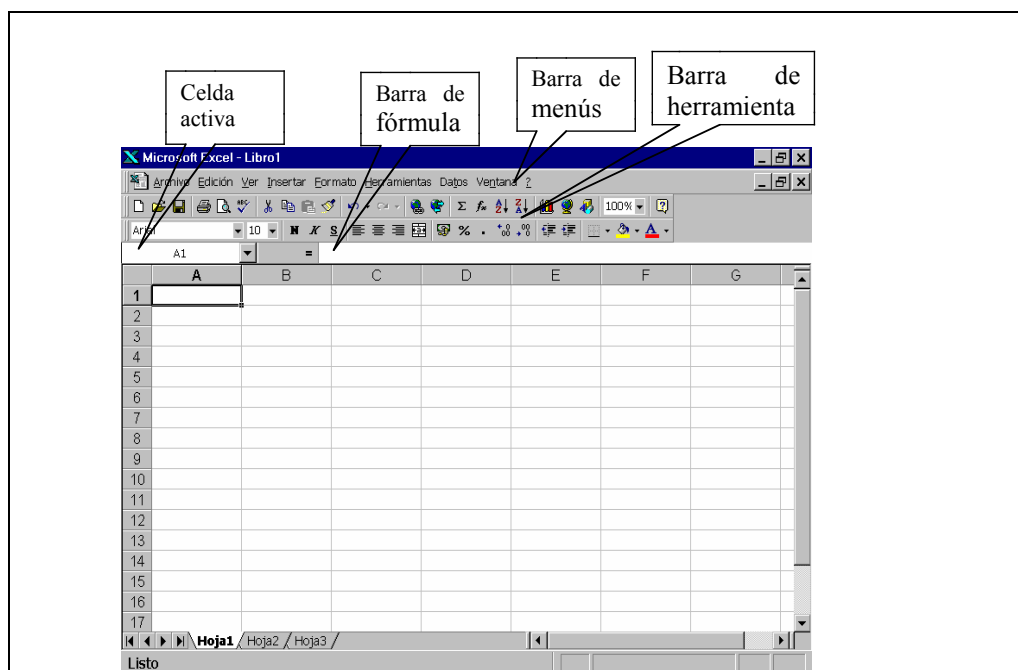 Celda
activa
Barra de
fórmula
Barra de
menús
Barra de
herramienta
Microsoft Excel - Libro1
Archivo Edición Ver Insertar Formato Herramientas Datos Ventana ?
100%
Arial 10 N K S % .
A1 =
A B C D E F G
1
2
3
4
5
6
7
8
9
10
11
12
13
14
15
16
17
Hoja1 Hoja2 Hoja3
Listo